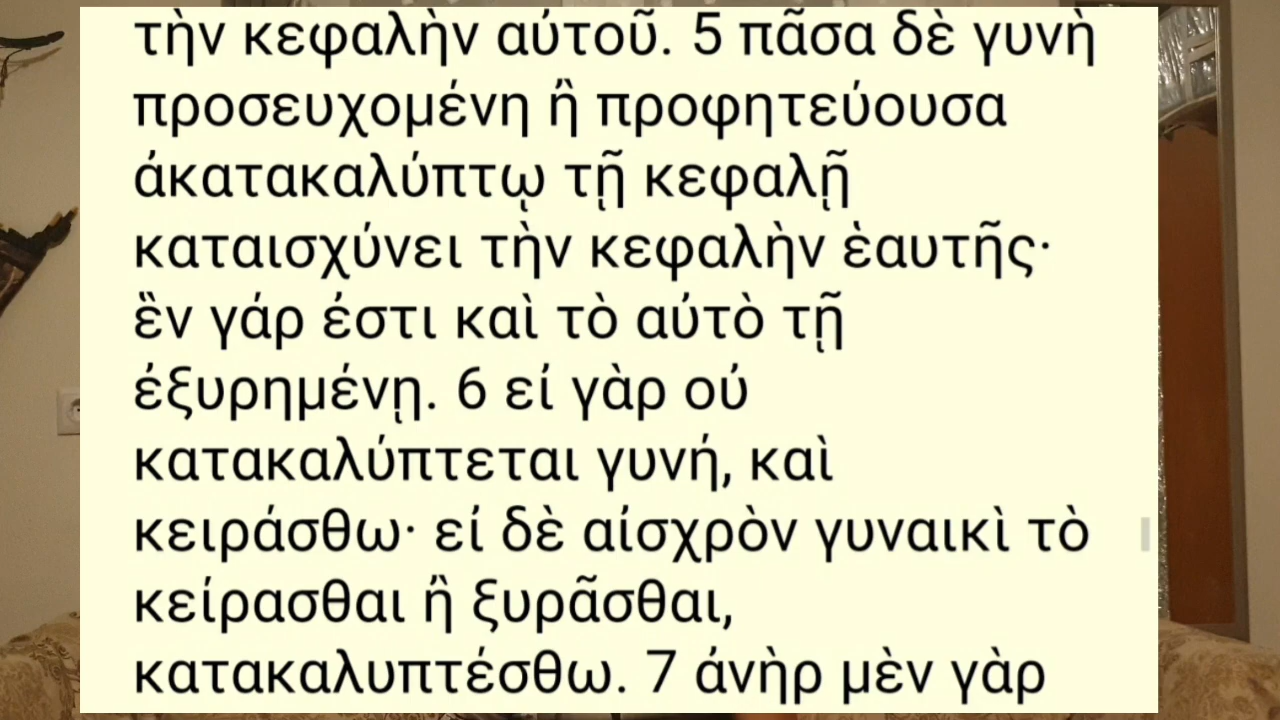 τὴν κεφαλὴν αὐτοῦ. 5 πᾶσα δὲ γυνὴ
προσευχομένη ἢ προφητεύουσα
ἀκατακαλύπτῳ τῇ κεφαλῇ
καταισχύνει τὴν κεφαλὴν ἑαυτῆς·
ἓν γάρ ἐστι καὶ τὸ αὐτὸ τῇ
ἐξυρημένῃ. 6 εἰ γὰρ οὐ
κατακαλύπτεται γυνή, καὶ
κειράσθω· εἰ δὲ αἰσχρὸν γυναικὶ τὸ
κείρασθαι ἢ ξυρᾶσθαι,
κατακαλυπτέσθω. 7 ἀνὴρ μὲν γὰρ